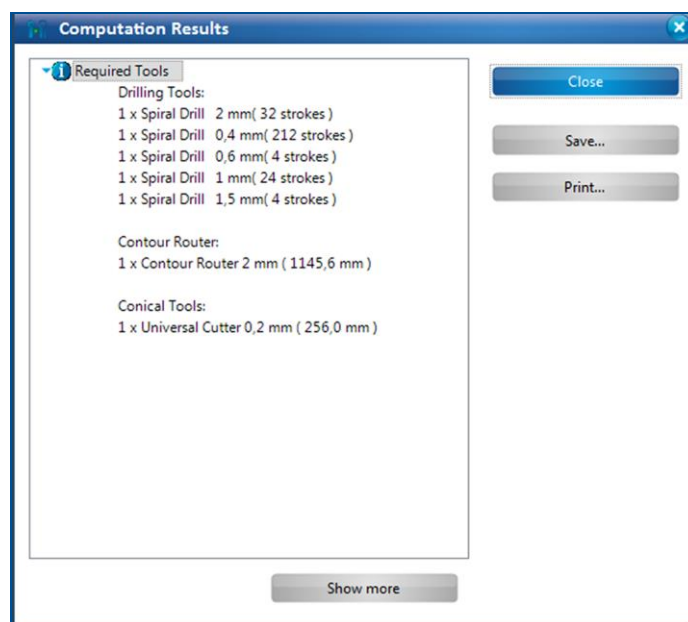 Computation Results
Required Tools
Drilling Tools:
1 x Spiral Drill 2 mm( 32 strokes )
1 x Spiral Drill 0,4 mm( 212 strokes )
1 x Spiral Drill 0,6 mm( 4 strokes )
1 x Spiral Drill 1 mm( 24 strokes )
1 x Spiral Drill 1,5 mm( 4 strokes )
Contour Router:
1 x Contour Router 2 mm ( 1145,6 mm )
Conical Tools:
1 x Universal Cutter 0,2 mm ( 256,0 mm )
Close
Save...
Print...
Show more